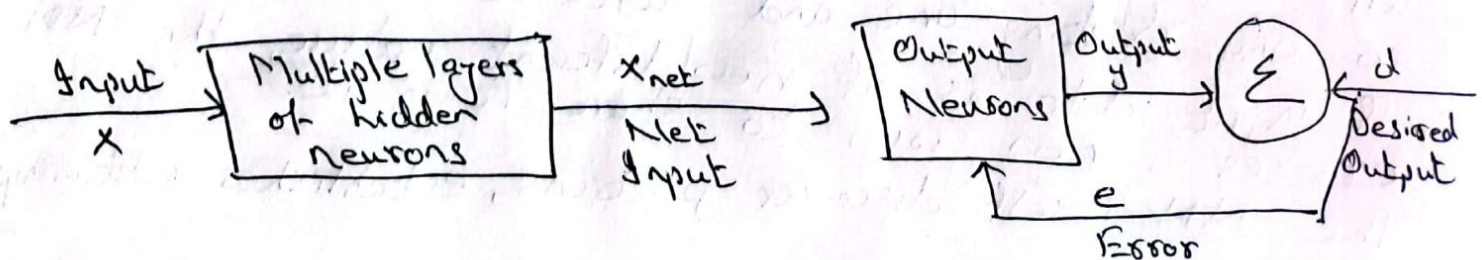 Input
X
Multiple layers
of hidden
neurons
Xnet
Net
Input
Output
Neurons
Output
y
Σ
d
Desired
Output
e
Error